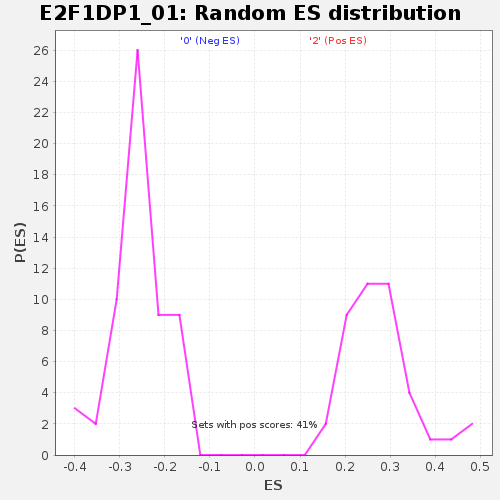 E2F1DP1_01: Random ES distribution
'0' (Neg ES)
'2' (Pos ES)
26
24
22
20
18
16
14
12
10
8
6
4
2
0
P(ES)
Sets with pos scores: 41%
-0.4 -0.3 -0.2 -0.1 0.0 0.1 0.2 0.3 0.4 0.5
ES